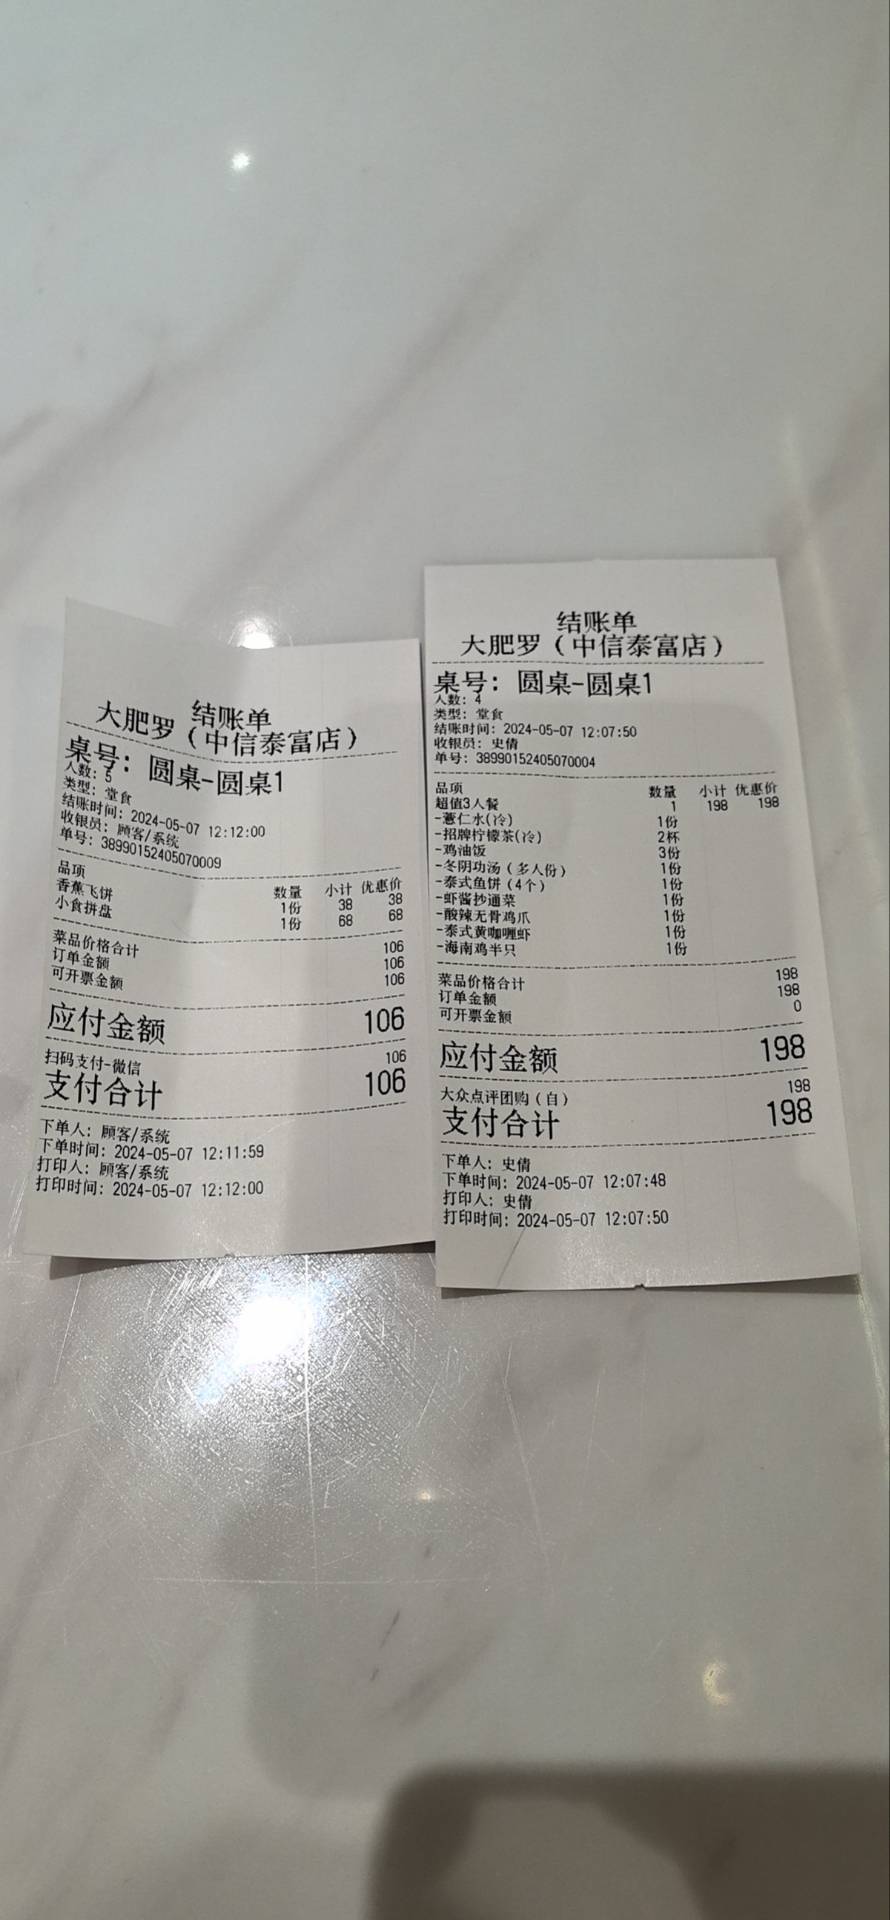 结账单
大肥罗（中信泰富店）
桌号：圆桌-圆桌1
人数：5
类型：堂食
结账时间：2024-05-07 12:12:00
收银员：顾客/系统
单号：38990152405070009
品项 数量 小计 优惠价
香蕉飞饼 1份 38 38
小食拼盘 1份 68 68
菜品价格合计 106
订单金额 106
可开票金额 106
应付金额 106
扫码支付-微信 106
支付合计 106
下单人：顾客/系统
下单时间：2024-05-07 12:11:59
打印人：顾客/系统
打印时间：2024-05-07 12:12:00
结账单
大肥罗（中信泰富店）
桌号：圆桌-圆桌1
人数：4
类型：堂食
结账时间：2024-05-07 12:07:50
收银员：史倩
单号：38990152405070004
品项 数量 小计 优惠价
超值3人餐 1 198 198
-薏仁水(冷) 1份
-招牌柠檬茶(冷) 2杯
-鸡油饭 3份
-冬阴功汤（多人份） 1份
-泰式鱼饼（4个） 1份
-虾酱抄通菜 1份
-酸辣无骨鸡爪 1份
-泰式黄咖喱虾 1份
-海南鸡半只 1份
菜品价格合计 198
订单金额 198
可开票金额 0
应付金额 198
大众点评团购（自） 198
支付合计 198
下单人：史倩
下单时间：2024-05-07 12:07:48
打印人：史倩
打印时间：2024-05-07 12:07:50